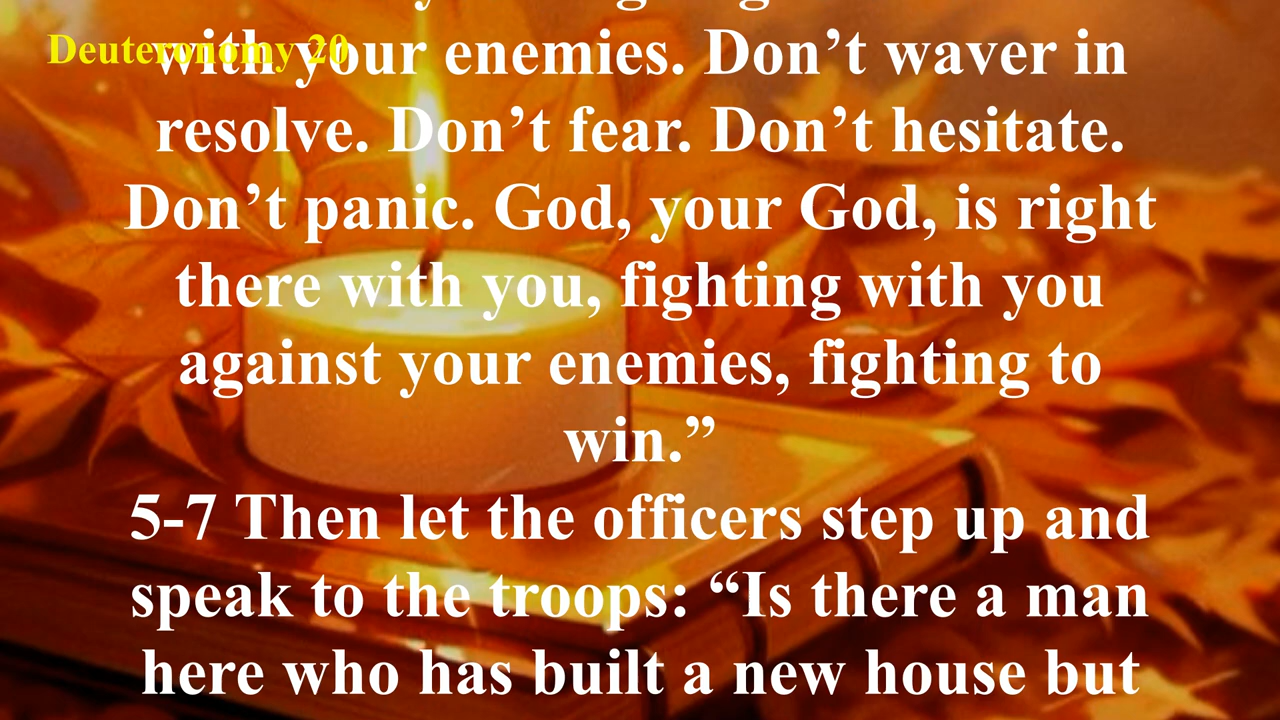 Deuteronomy 20
with your enemies. Don’t waver in
resolve. Don’t fear. Don’t hesitate.
Don’t panic. God, your God, is right
there with you, fighting with you
against your enemies, fighting to
win.”
5-7 Then let the officers step up and
speak to the troops: “Is there a man
here who has built a new house but